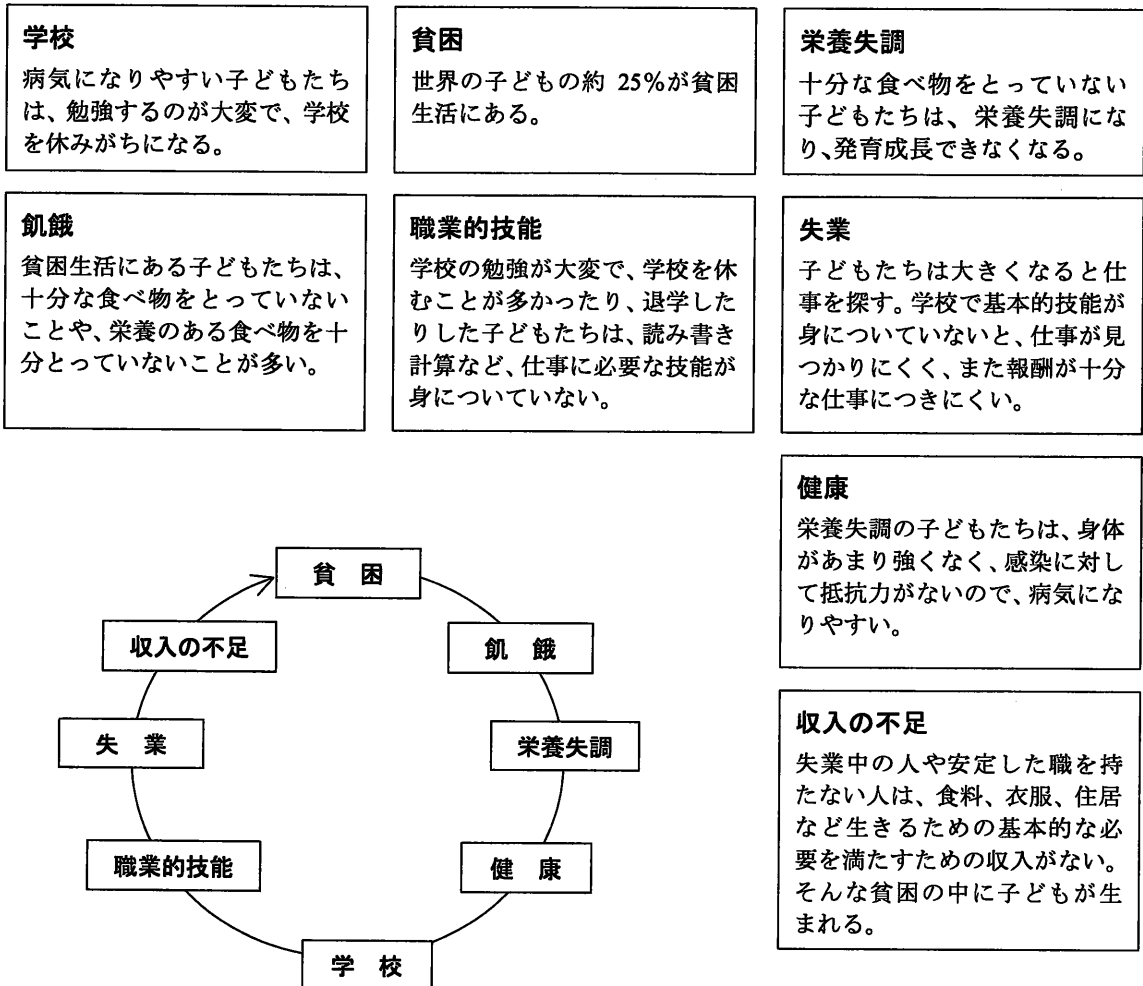 学校
病気になりやすい子どもたち
は、勉強するのが大変で、学校
を休みがちになる。
貧困
世界の子どもの約 25%が貧困
生活にある。
栄養失調
十分な食べ物をとっていない
子どもたちは、栄養失調にな
り、発育成長できなくなる。
飢餓
貧困生活にある子どもたちは、
十分な食べ物をとっていない
ことや、栄養のある食べ物を十
分とっていないことが多い。
職業的技能
学校の勉強が大変で、学校を休
むことが多かったり、退学した
りした子どもたちは、読み書き
計算など、仕事に必要な技能が
身についていない。
失業
子どもたちは大きくなると仕
事を探す。学校で基本的技能が
身についていないと、仕事が見
つかりにくく、また報酬が十分
な仕事につきにくい。
健康
栄養失調の子どもたちは、身体
があまり強くなく、感染に対し
て抵抗力がないので、病気にな
りやすい。
収入の不足
失業中の人や安定した職を持
たない人は、食料、衣服、住居
など生きるための基本的な必
要を満たすための収入がない。
そんな貧困の中に子どもが生
まれる。
貧 困
飢 餓
栄養失調
健 康
学 校
職業的技能
失 業
収入の不足